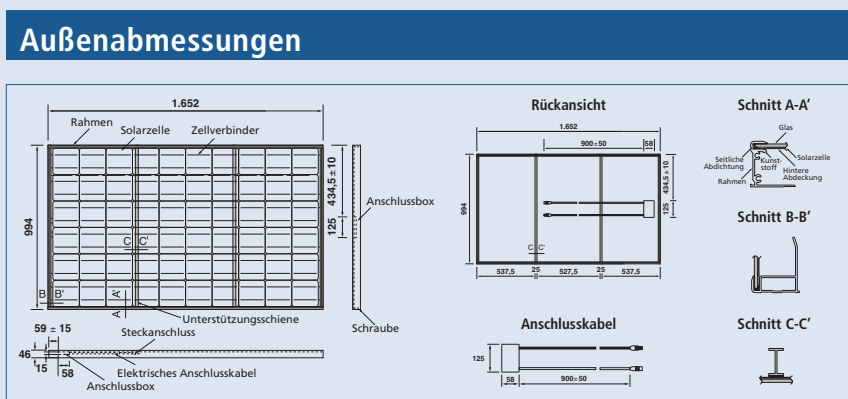 Außenabmessungen
1.652
Rahmen
Solarzelle
Zellverbinder
994
434,5 ± 10
125
Anschlussbox
C C'
B B'
A A'
Unterstützungsschiene
Steckanschluss
Schraube
59 ± 15
46
15
58
Elektrisches Anschlusskabel
Anschlussbox
Rückansicht
1.652
900±50
58
994
434,5 ± 10
125
C C'
537,5
25
527,5
25
537,5
Anschlusskabel
125
58
900±50
Schnitt A-A'
Glas
Seitliche
Abdichtung
Kunst-
stoff
Solarzelle
Hintere
Abdeckung
Rahmen
Schnitt B-B'
Schnitt C-C'